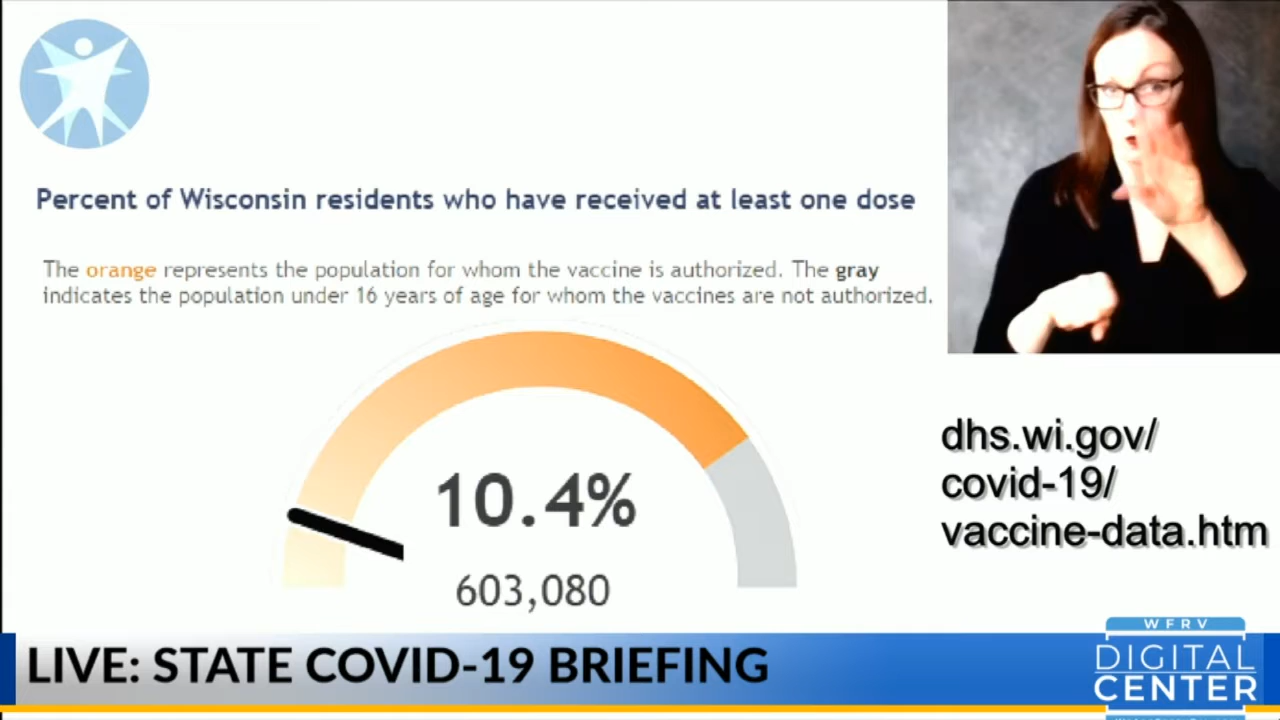 Percent of Wisconsin residents who have received at least one dose
The orange represents the population for whom the vaccine is authorized. The gray
indicates the population under 16 years of age for whom the vaccines are not authorized.
10.4%
603,080
dhs.wi.gov/
covid-19/
vaccine-data.htm
LIVE: STATE COVID-19 BRIEFING
WFRV
DIGITAL
CENTER